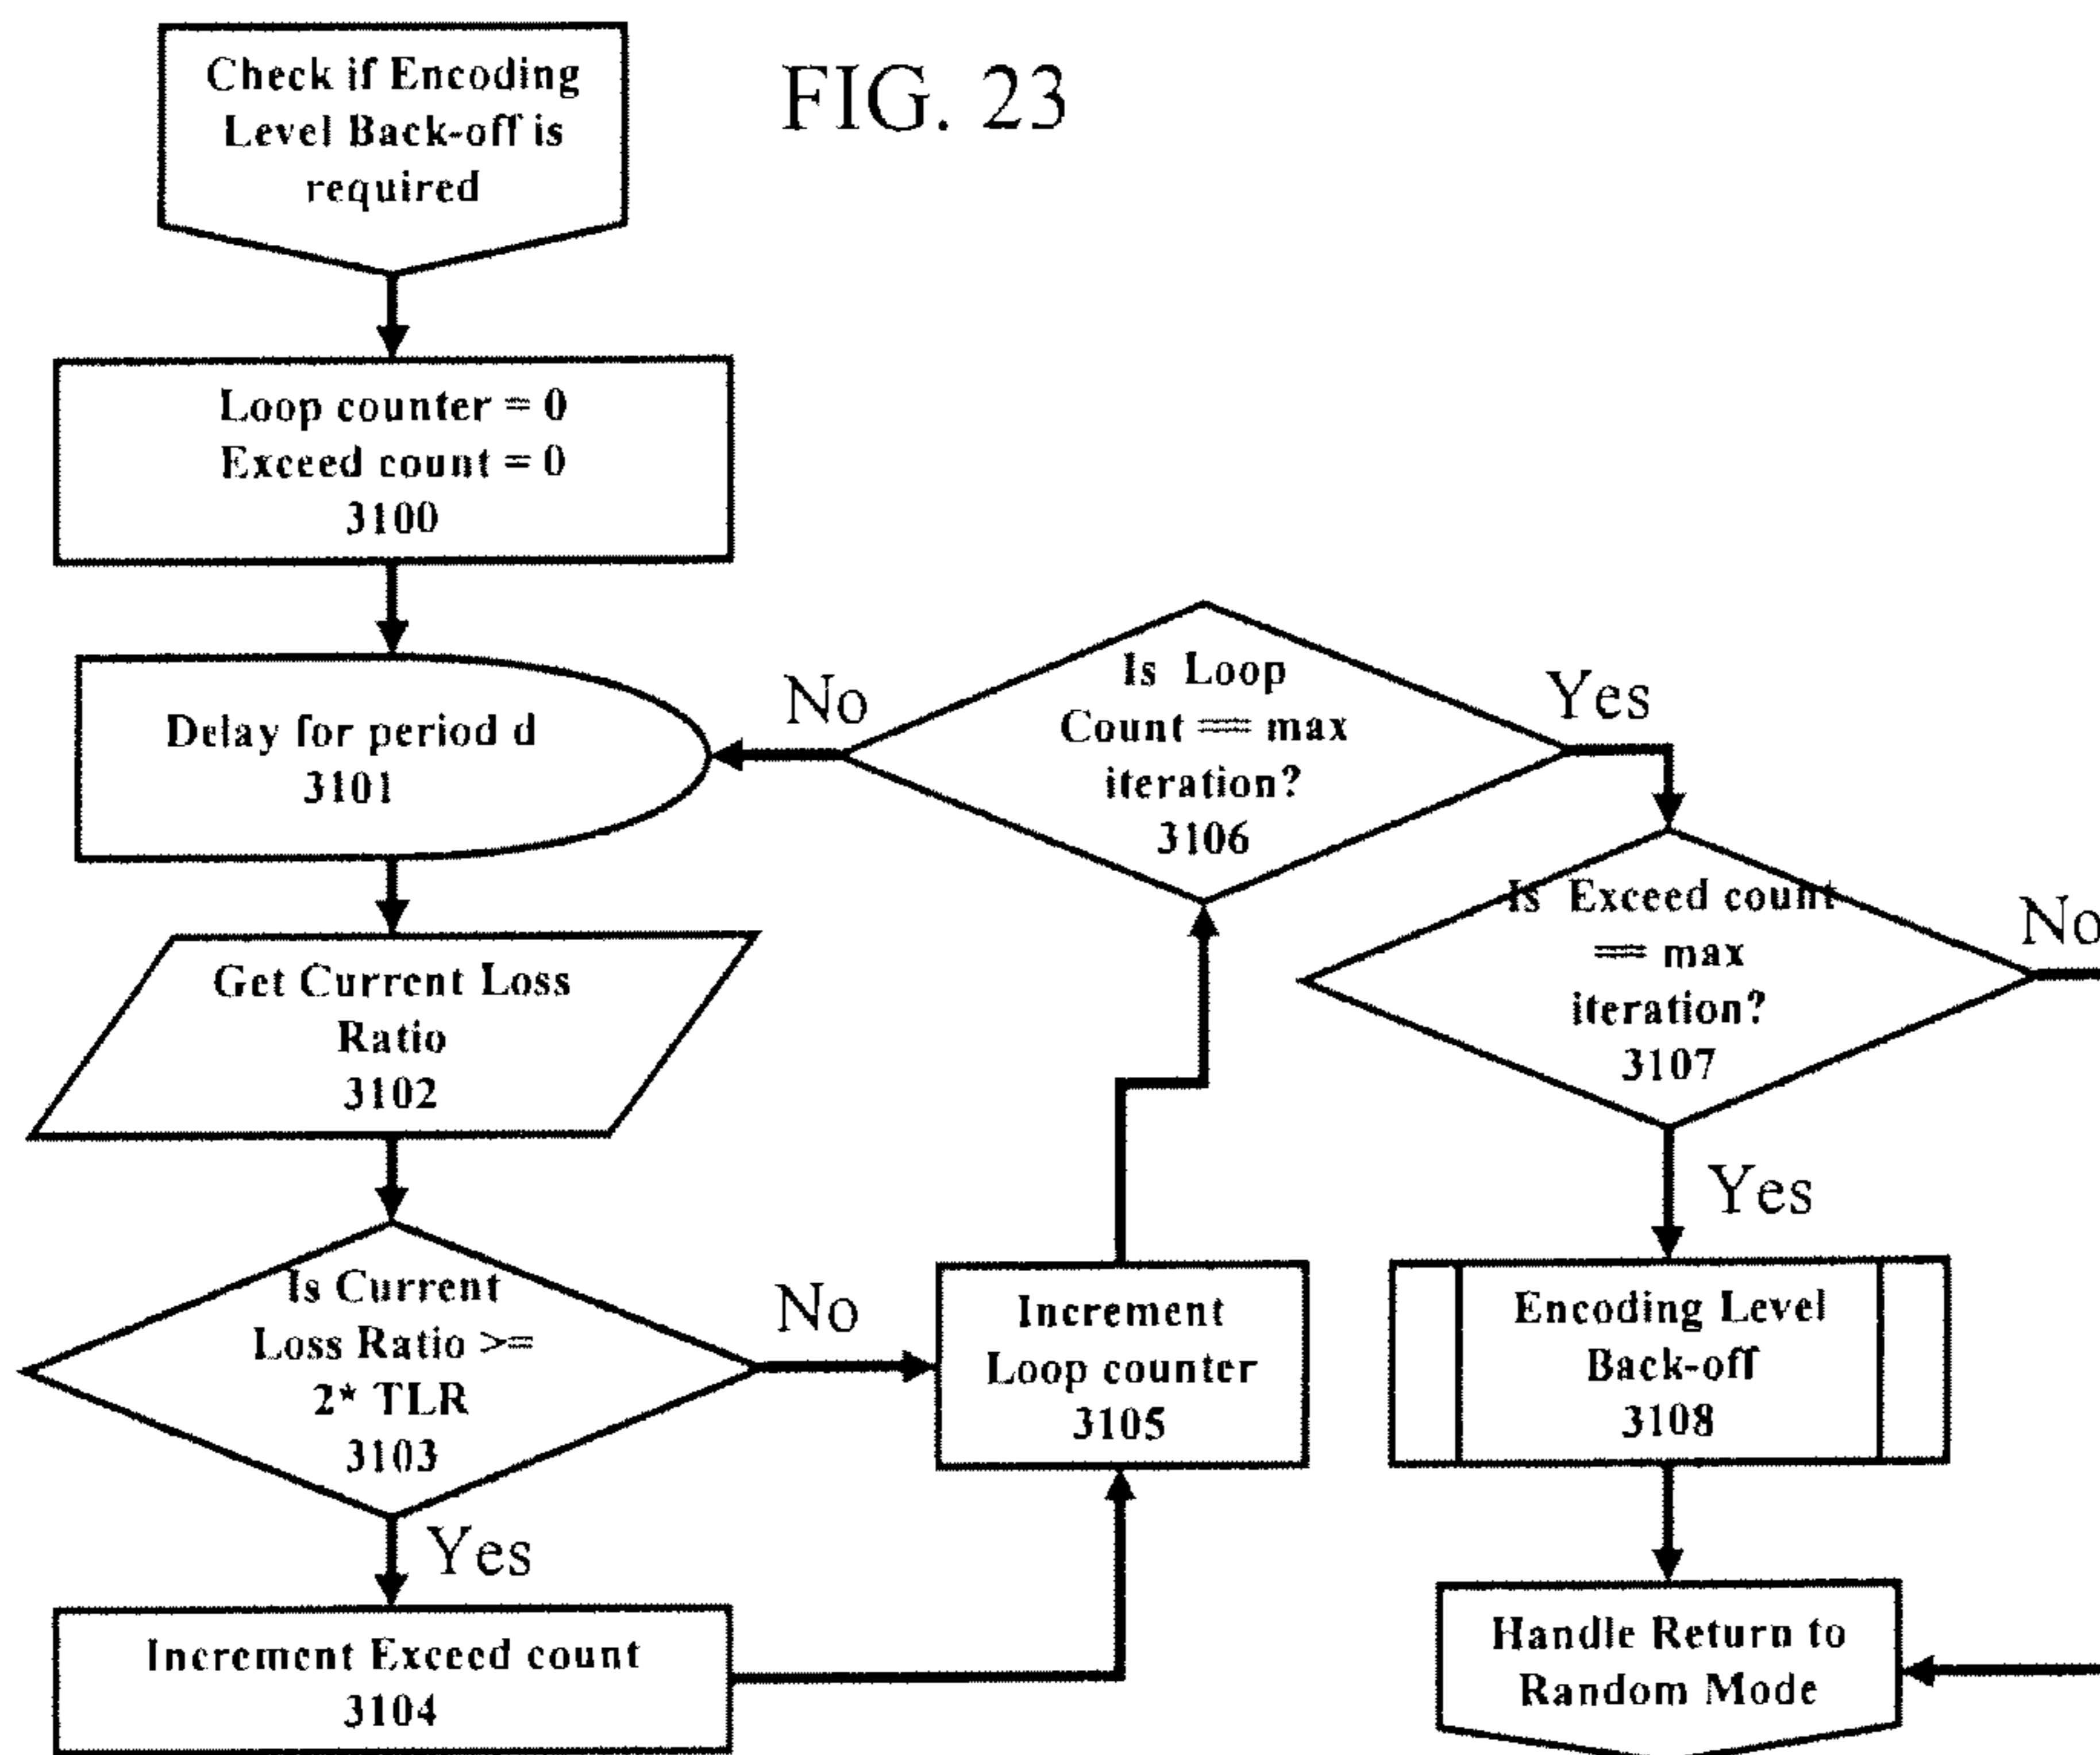 Check if Encoding
Level Back-off is
required
FIG. 23
Loop counter = 0
Exceed count = 0
3100
Delay for period d
3101
Get Current Loss
Ratio
3102
Is Current
Loss Ratio >=
2* TLR
3103
Yes
No
Increment Exceed count
3104
Increment
Loop counter
3105
Is Loop
Count == max
iteration?
3106
No
Yes
Is Exceed count
== max
iteration?
3107
No
Yes
Encoding Level
Back-off
3108
Handle Return to
Random Mode